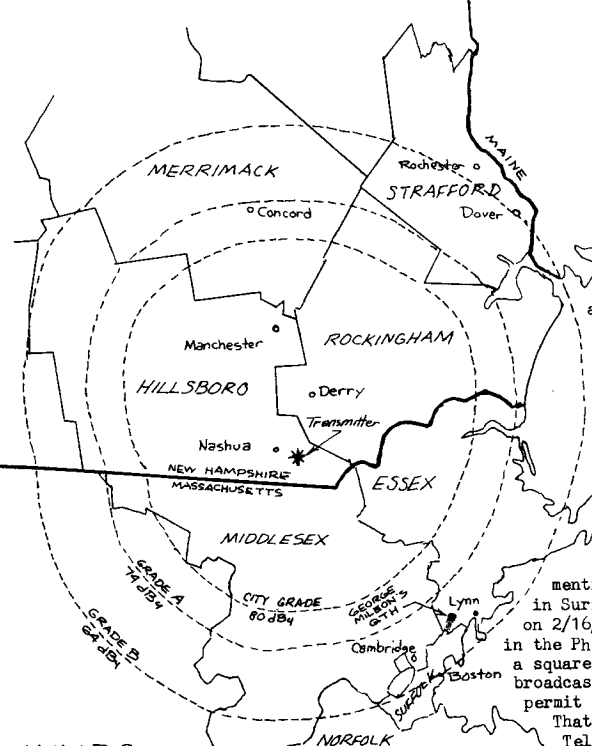 MAINE
MERRIMACK
Rochester
STRAFFORD
Concord
Dover
Manchester
ROCKINGHAM
HILLSBORO
Derry
Transmitter
Nashua
NEW HAMPSHIRE
MASSACHUSETTS
ESSEX
MIDDLESEX
GRADE A
74 dBu
CITY GRADE
80 dBu
GEORGE
WILSON'S
QTH
GRADE B
64 dBu
Lynn
Cambridge
Boston
SUFFOLK
NORFOLK
menti
in Surr
on 2/16/
in the Ph
a square
broadcas
permit
That
Tel